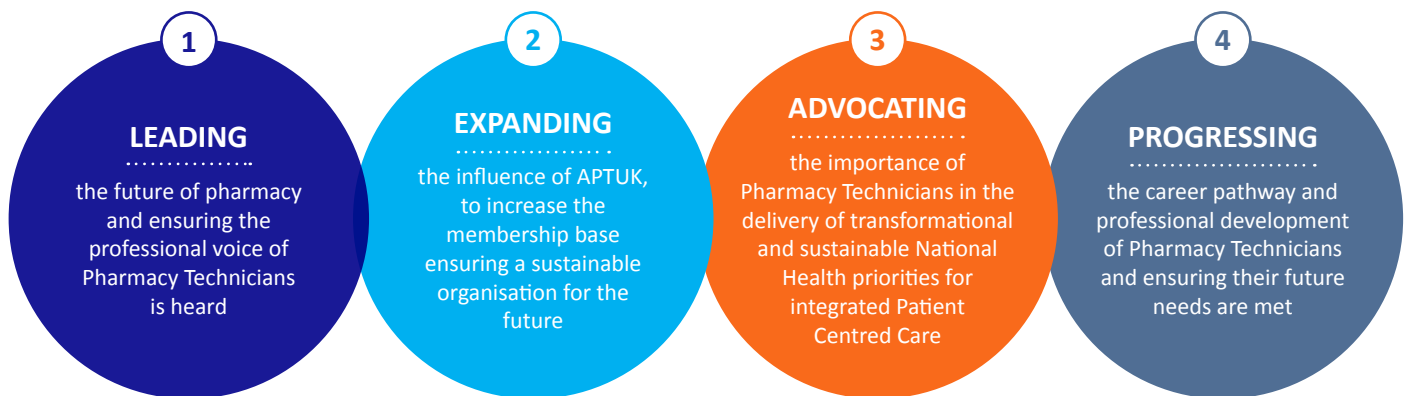 1
LEADING
the future of pharmacy
and ensuring the
professional voice of
Pharmacy Technicians
is heard
2
EXPANDING
the influence of APTUK,
to increase the
membership base
ensuring a sustainable
organisation for the
future
3
ADVOCATING
the importance of
Pharmacy Technicians in the
delivery of transformational
and sustainable National
Health priorities for
integrated Patient
Centred Care
4
PROGRESSING
the career pathway and
professional development
of Pharmacy Technicians
and ensuring their future
needs are met